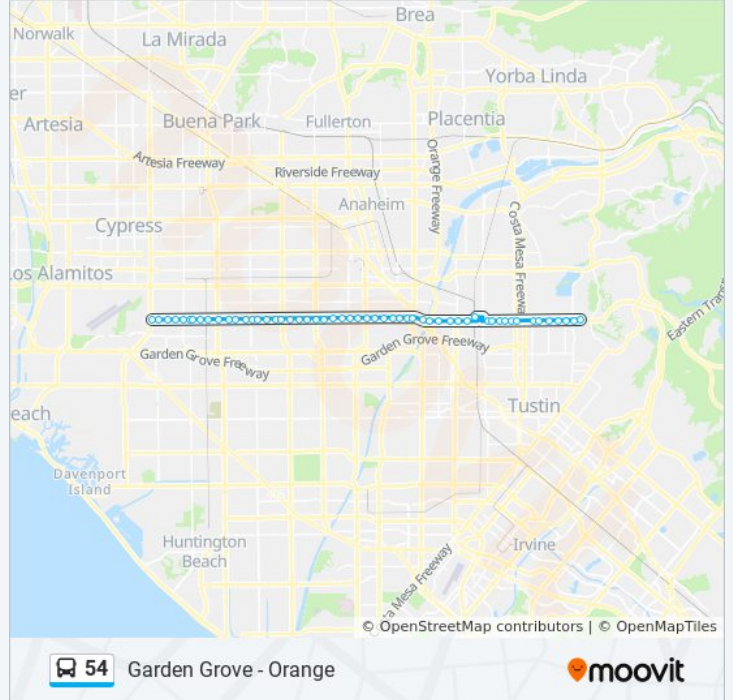 Brea
Norwalk
La Mirada
Yorba Linda
er
Artesia
Buena Park
Fullerton
Placentia
Artesia Freeway
Riverside Freeway
Orange Freeway
Anaheim
Cypress
Costa Mesa Freewa
Los Alamitos
Eastern Trans
Garden Grove Freeway
Garden Grove Freeway
each
Tustin
Davenport
Island
Huntington
Beach
Irvine
a Mesa Freeway
© OpenStreetMap contributors | © OpenMapTiles
54 Garden Grove - Orange
moovit